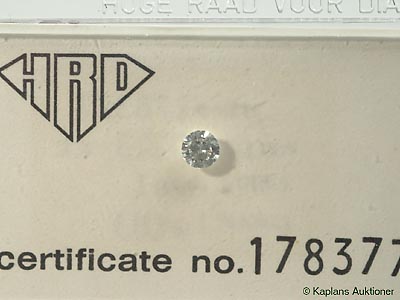 HOGE RAAD VOOR DIA
HRD
certificate no. 178377
© Kaplans Auktioner